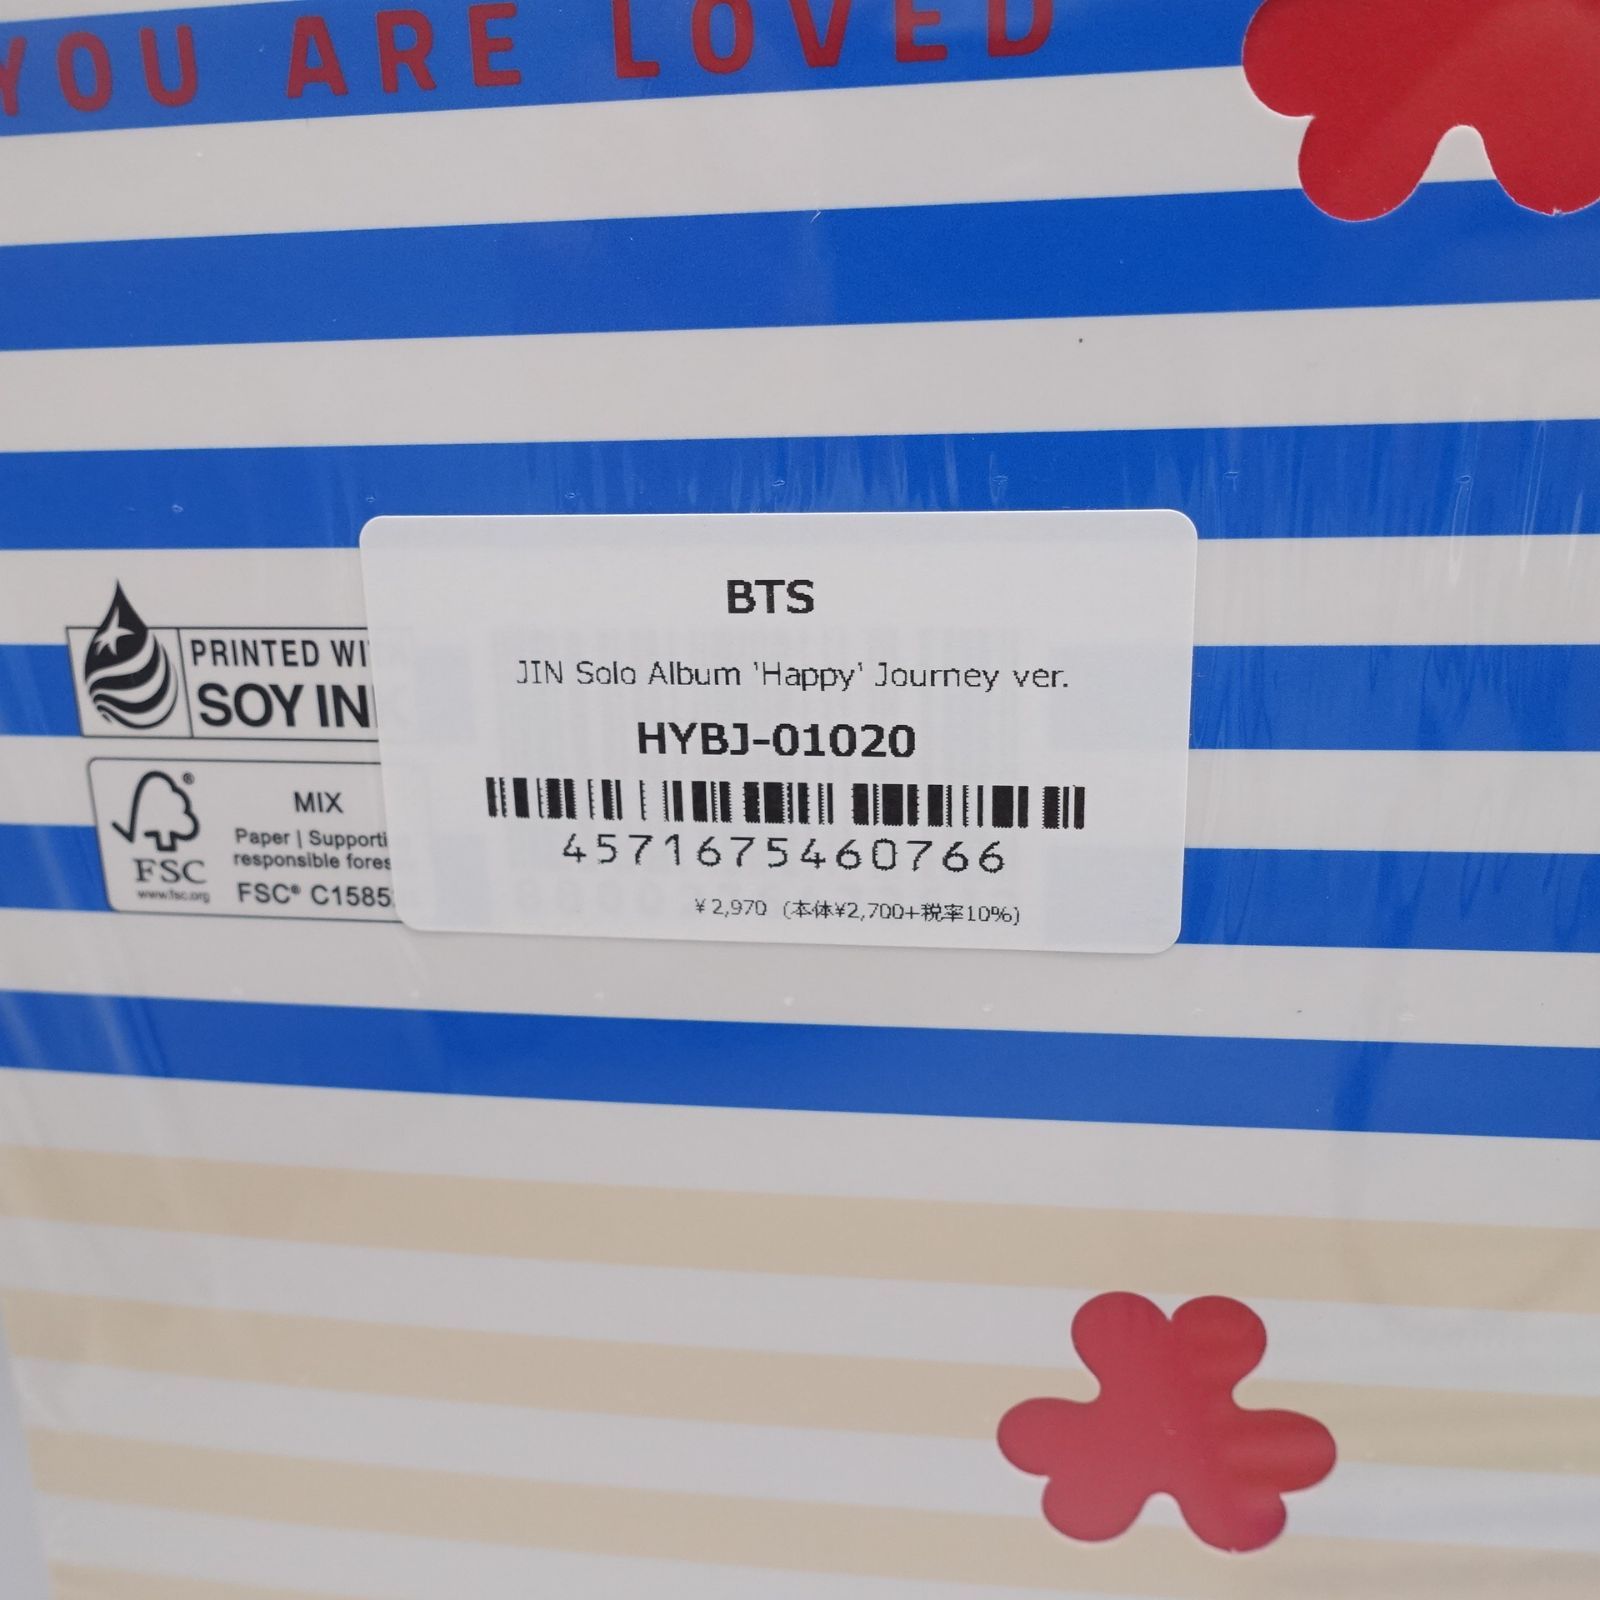 YOU ARE LOVED
BTS
JIN Solo Album 'Happy' Journey ver.
HYBJ-01020
4571675460766
¥2,970 (本体¥2,700+税率10%)
PRINTED WI
SOY IN
MIX
Paper | Supporti
responsible fores
FSC
www.fsc.org
FSC® C1585